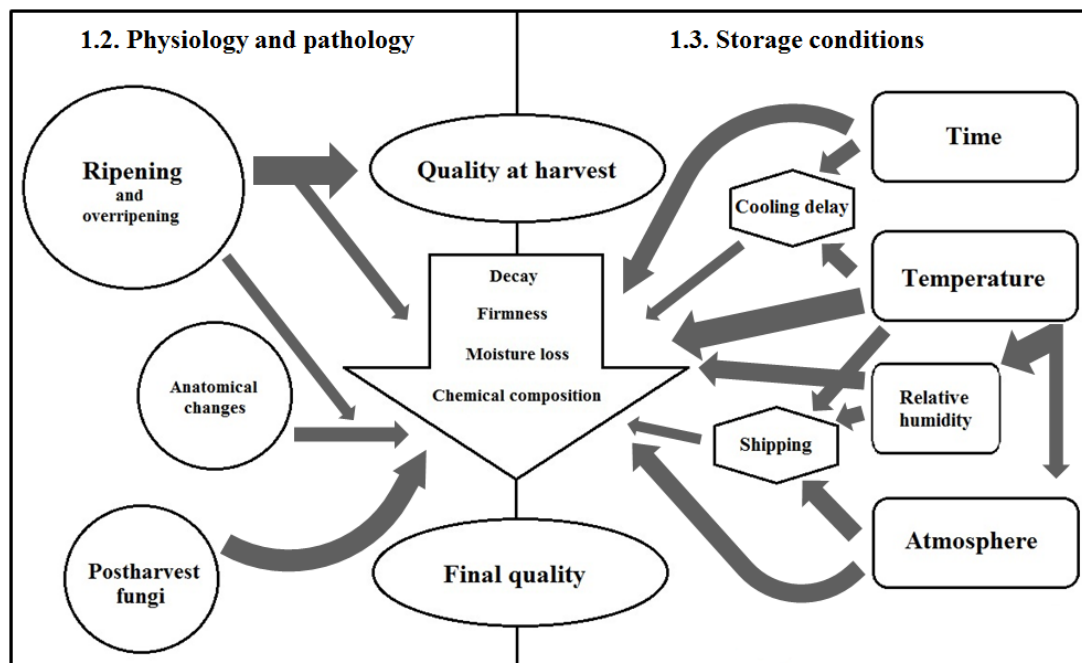 1.2. Physiology and pathology
1.3. Storage conditions
Ripening
and
overripening
Quality at harvest
Time
Cooling delay
Temperature
Decay
Firmness
Moisture loss
Chemical composition
Anatomical
changes
Relative
humidity
Shipping
Postharvest
fungi
Final quality
Atmosphere